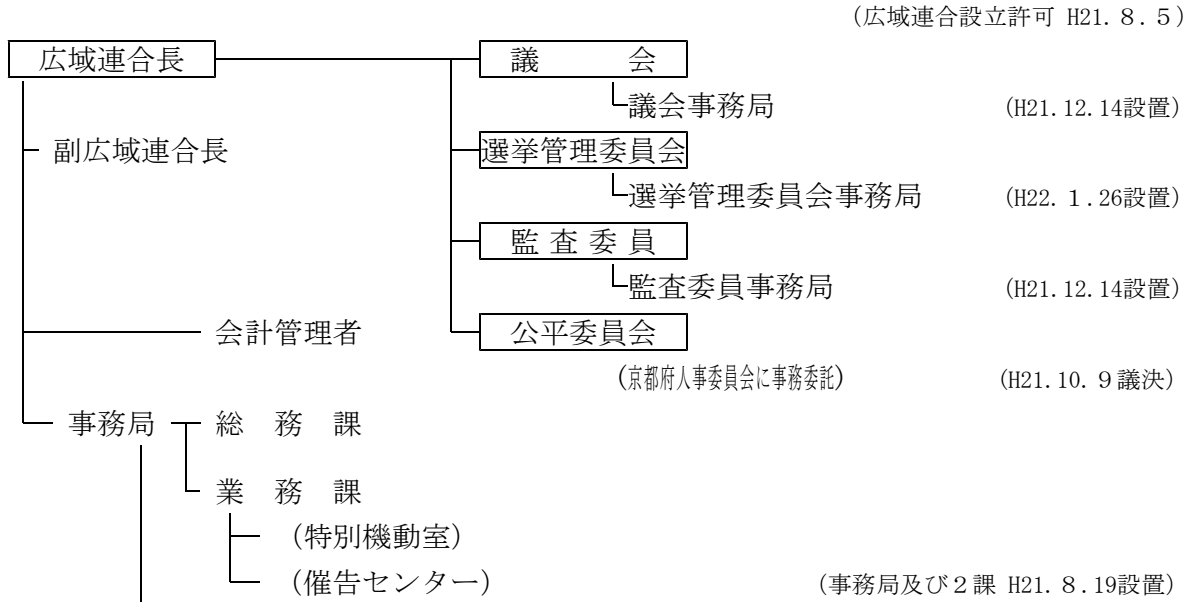 (広域連合設立許可 H21.8.5)
広域連合長 議会
議会事務局 (H21.12.14設置)
副広域連合長 選挙管理委員会
選挙管理委員会事務局 (H22.1.26設置)
監査委員
監査委員事務局 (H21.12.14設置)
会計管理者 公平委員会
(京都府人事委員会に事務委託) (H21.10.9議決)
事務局 総務課
業務課
(特別機動室)
(催告センター) (事務局及び2課 H21.8.19設置)